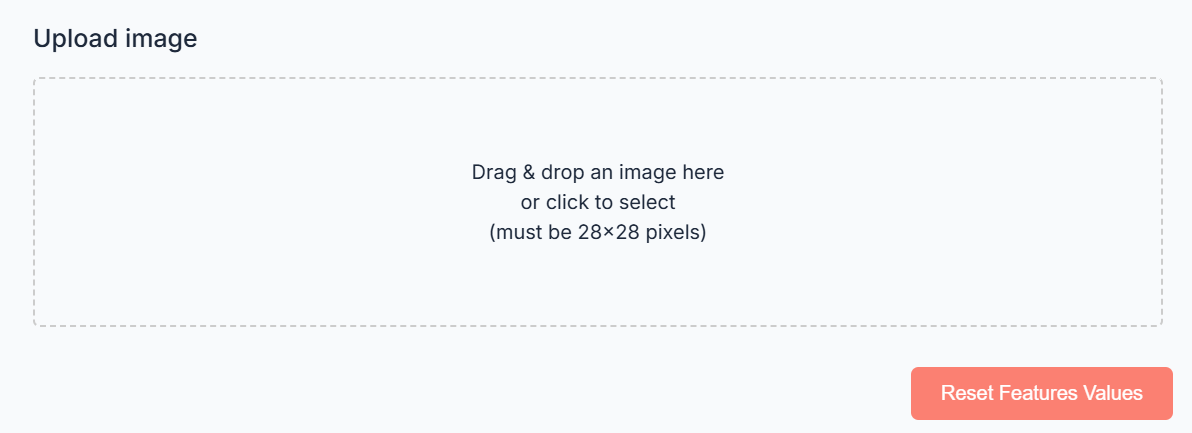 Upload image
Drag & drop an image here
or click to select
(must be 28×28 pixels)
Reset Features Values